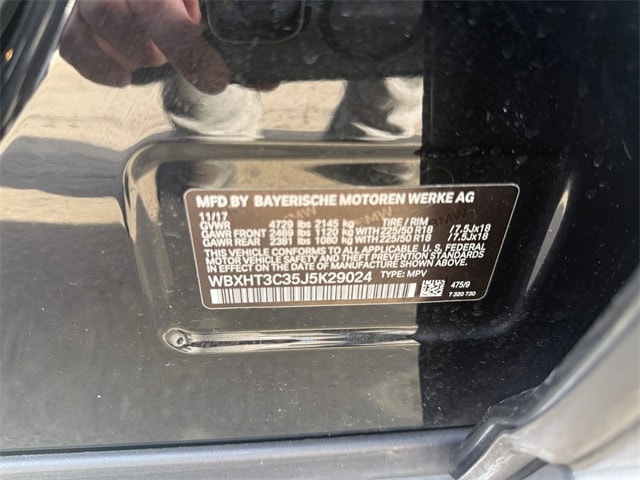 MFD BY BAYERISCHE MOTOREN WERKE AG
11/17
GVWR 4729 lbs 2145 kg TIRE / RIM
GAWR FRONT 2469 lbs 1120 kg 225/50 R18 /7.5Jx18
GAWR REAR 2381 lbs 1080 kg 225/50 R18 /7.5Jx18
THIS VEHICLE CONFORMS TO ALL APPLICABLE U. S. FEDERAL
MOTOR VEHICLE SAFETY, BUMPER, AND THEFT PREVENTION
STANDARDS IN EFFECT ON THE DATE OF MANUFACTURE SHOWN ABOVE.
WBXHT3C35J5K29024 TYPE: MPV
475/9
7 320 730